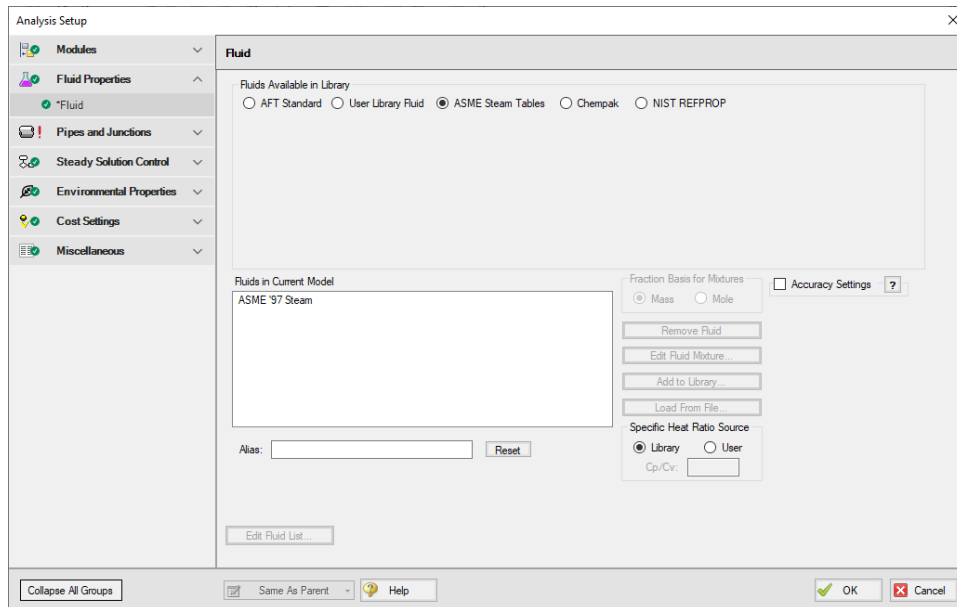 Analysis Setup
Modules
Fluid Properties
*Fluid
Pipes and Junctions
Steady Solution Control
Environmental Properties
Cost Settings
Miscellaneous
Collapse All Groups
Fluid
Fluids Available in Library
AFT Standard User Library Fluid ASME Steam Tables Chempak NIST REFPROP
Fluids in Current Model
ASME '97 Steam
Fraction Basis for Mixtures
Mass Mole
Accuracy Settings ?
Remove Fluid
Edit Fluid Mixture...
Add to Library...
Load From File...
Specific Heat Ratio Source
Library User
Cp/Cv:
Alias: Reset
Edit Fluid List...
Same As Parent Help OK Cancel